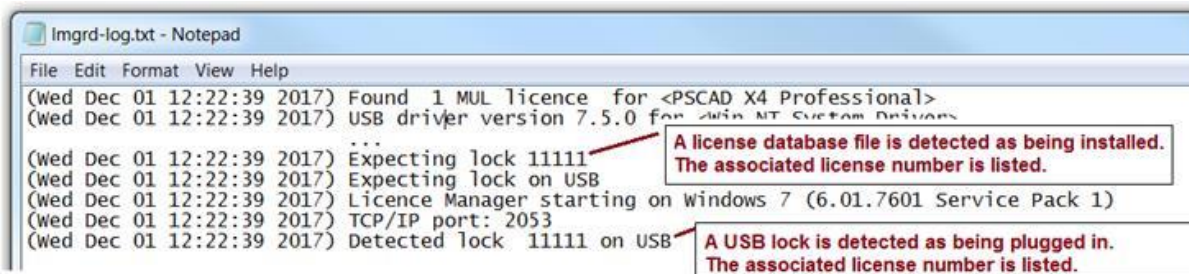 lmgrd-log.txt - Notepad
File Edit Format View Help
(Wed Dec 01 12:22:39 2017) Found 1 MUL licence for <PSCAD X4 Professional>
(Wed Dec 01 12:22:39 2017) USB driver version 7.5.0 for <Win NT System Driver>
...
A license database file is detected as being installed.
The associated license number is listed.
(Wed Dec 01 12:22:39 2017) Expecting lock 11111
(Wed Dec 01 12:22:39 2017) Expecting lock on USB
(Wed Dec 01 12:22:39 2017) Licence Manager starting on Windows 7 (6.01.7601 Service Pack 1)
(Wed Dec 01 12:22:39 2017) TCP/IP port: 2053
(Wed Dec 01 12:22:39 2017) Detected lock 11111 on USB
A USB lock is detected as being plugged in.
The associated license number is listed.